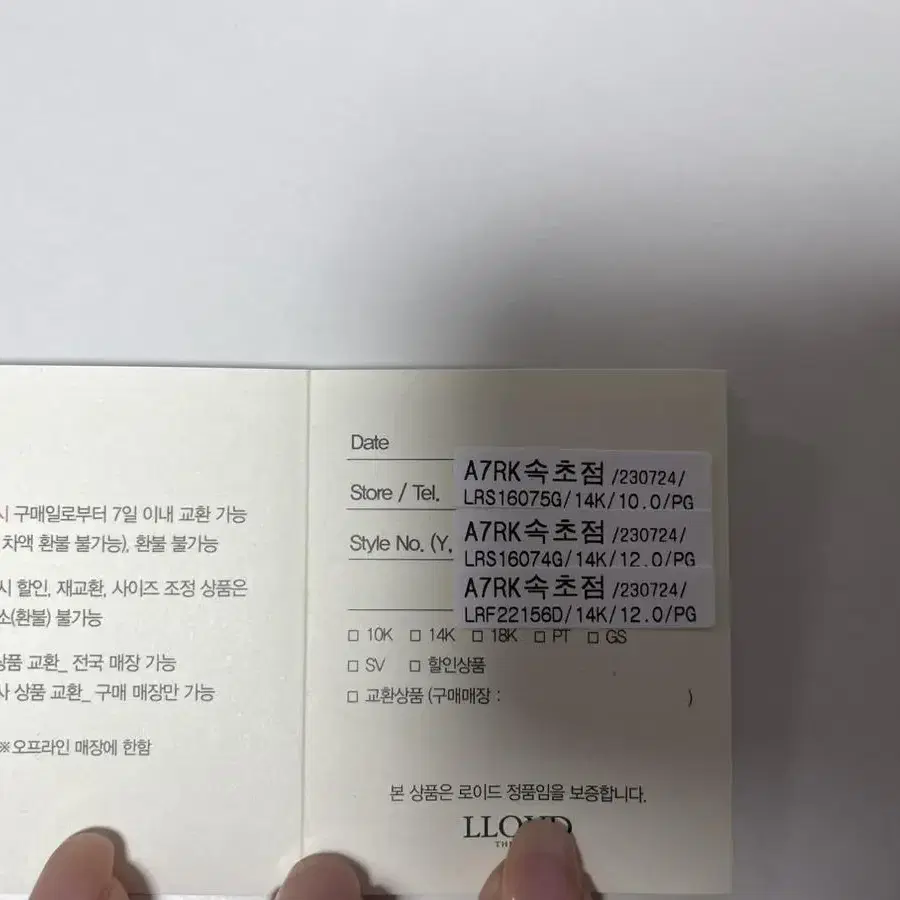 시 구매일로부터 7일 이내 교환 가능
차액 환불 불가능), 환불 불가능
시 할인, 재교환, 사이즈 조정 상품은
소(환불) 불가능
상품 교환_ 전국 매장 가능
사 상품 교환_ 구매 매장만 가능
※오프라인 매장에 한함
Date
Store / Tel.
Style No. (Y,
A7RK속초점 /230724/
LRS16075G/14K/10.0/PG
A7RK속초점 /230724/
LRS16074G/14K/12.0/PG
A7RK속초점 /230724/
LRF22156D/14K/12.0/PG
□ 10K □ 14K □ 18K □ PT □ GS
□ SV □ 할인상품
□ 교환상품 (구매매장 : )
본 상품은 로이드 정품임을 보증합니다.
LLOYD